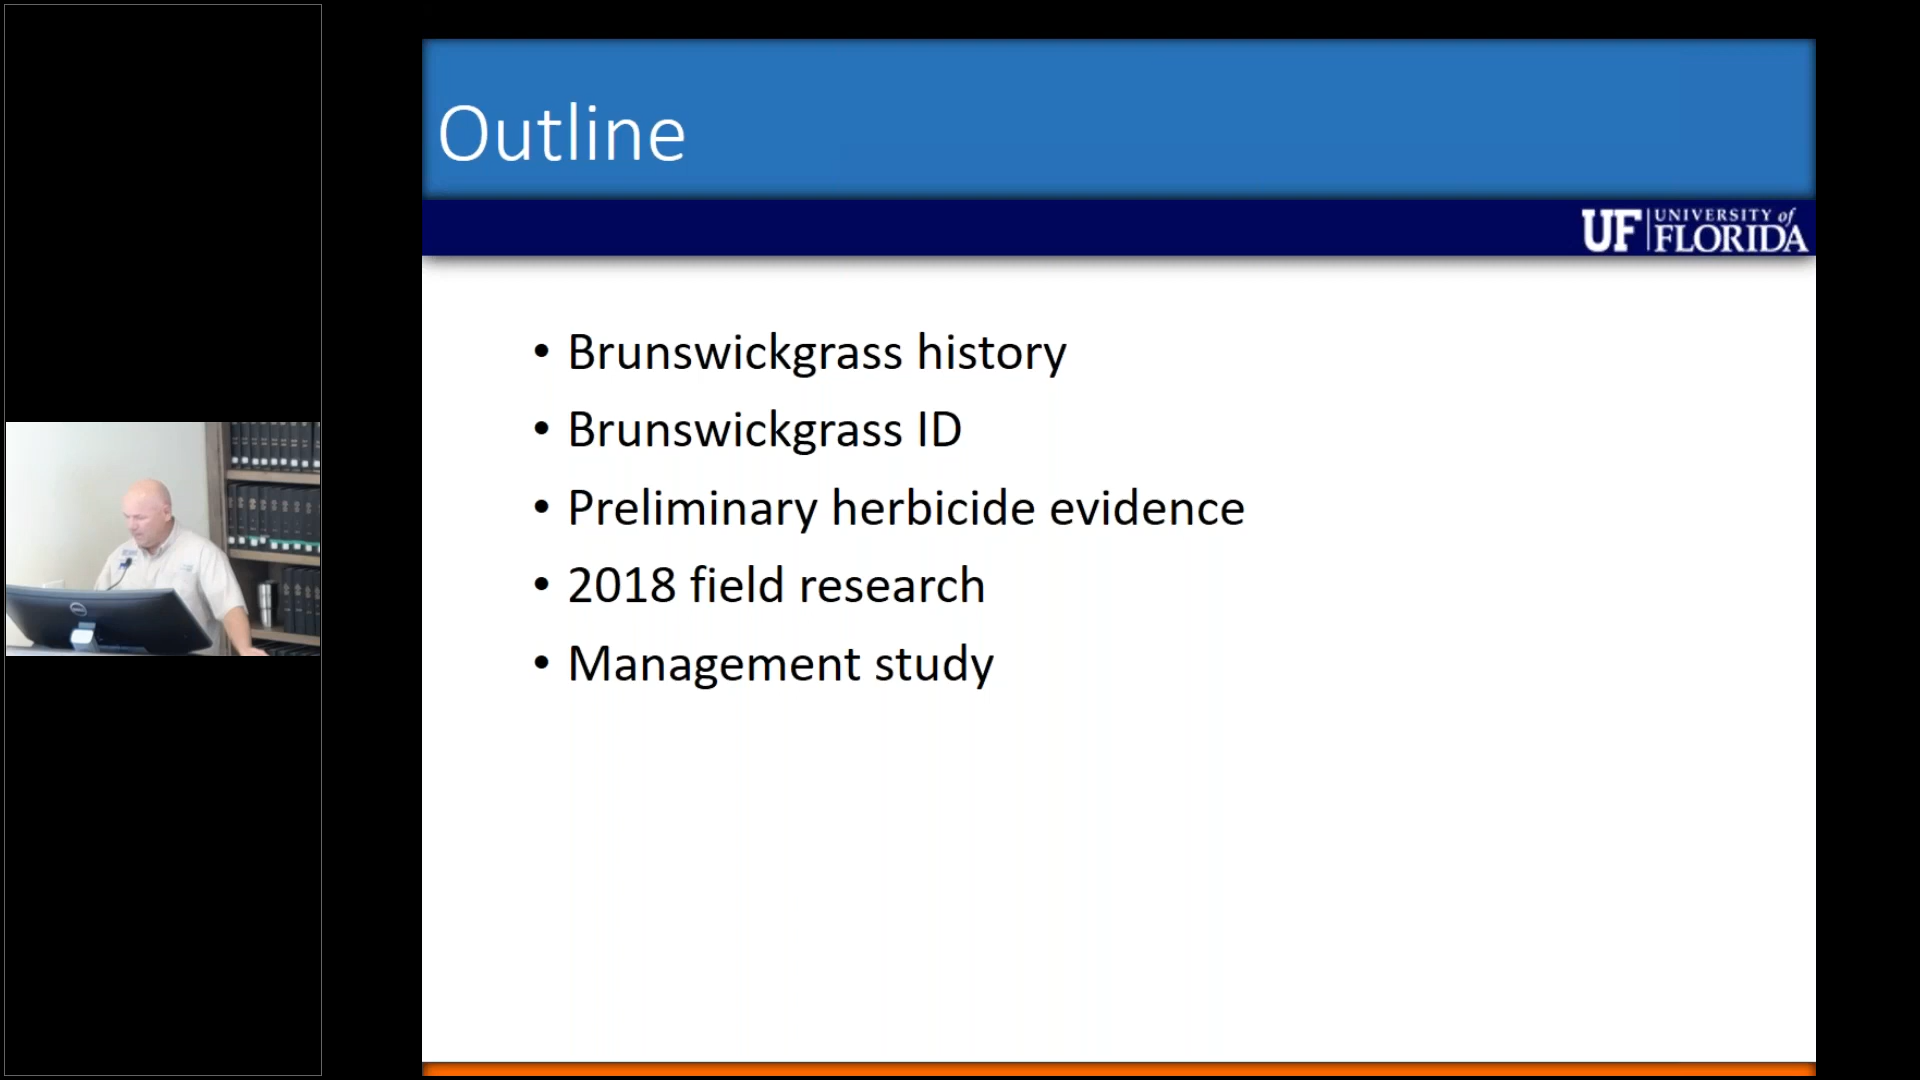 Outline
UF UNIVERSITY of
FLORIDA
• Brunswickgrass history
• Brunswickgrass ID
• Preliminary herbicide evidence
• 2018 field research
• Management study